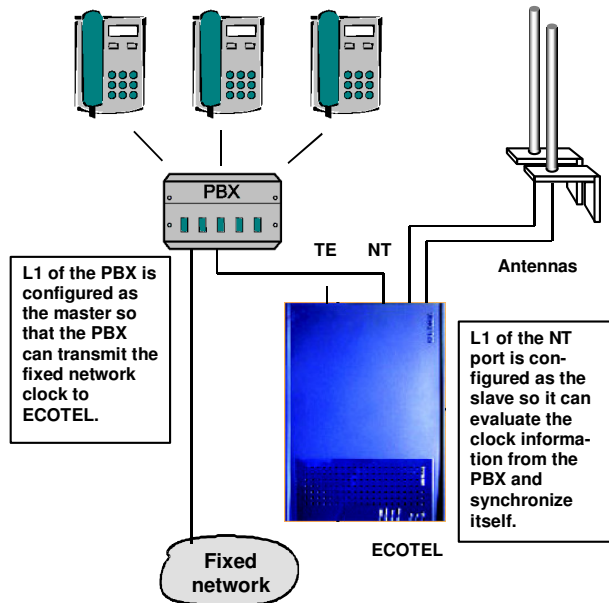 PBX
TE NT
Antennas
L1 of the PBX is
configured as
the master so
that the PBX
can transmit the
fixed network
clock to
ECOTEL.
L1 of the NT
port is con-
figured as the
slave so it can
evaluate the
clock informa-
tion from the
PBX and
synchronize
itself.
ECOTEL
Fixed
network